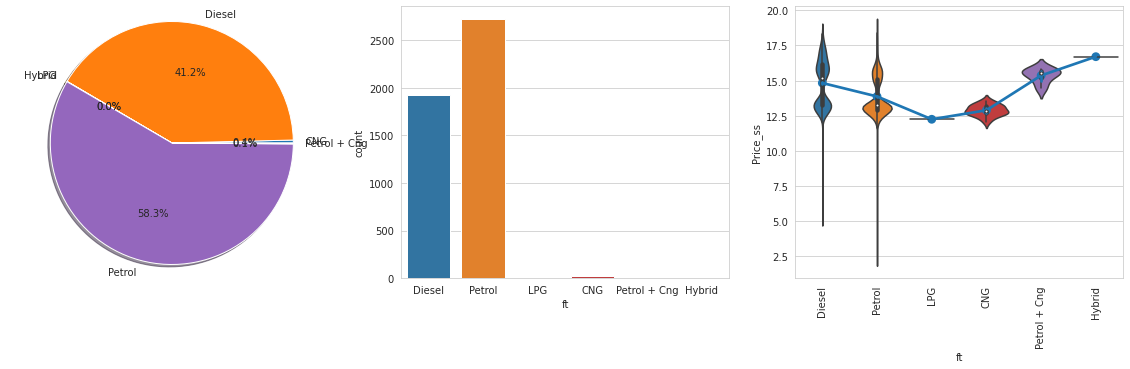 Diesel
41.2%
Hybrid
LPG
0.0%
0.4%
0.1%
CNG
Petrol + Cng
58.3%
Petrol
2500
2000
1500
1000
500
0
count
Diesel
Petrol
LPG
CNG
Petrol + Cng
Hybrid
ft
20.0
17.5
15.0
12.5
10.0
7.5
5.0
2.5
Price_ss
Diesel
Petrol
LPG
CNG
Petrol + Cng
Hybrid
ft